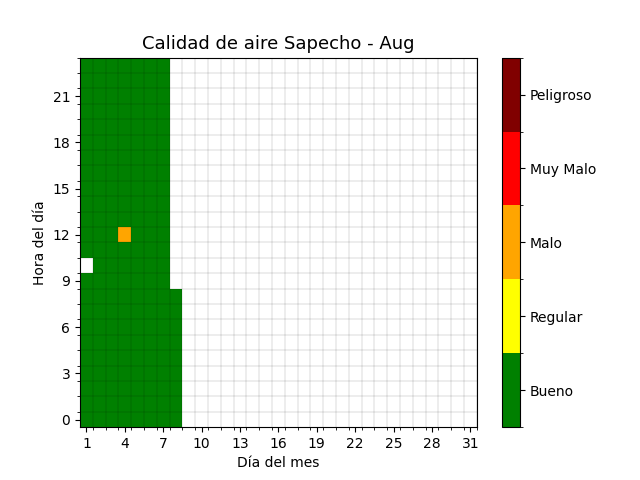 Calidad de aire Sapecho - Aug
Hora del día
21
18
15
12
9
6
3
0
1 4 7 10 13 16 19 22 25 28 31
Día del mes
Peligroso
Muy Malo
Malo
Regular
Bueno